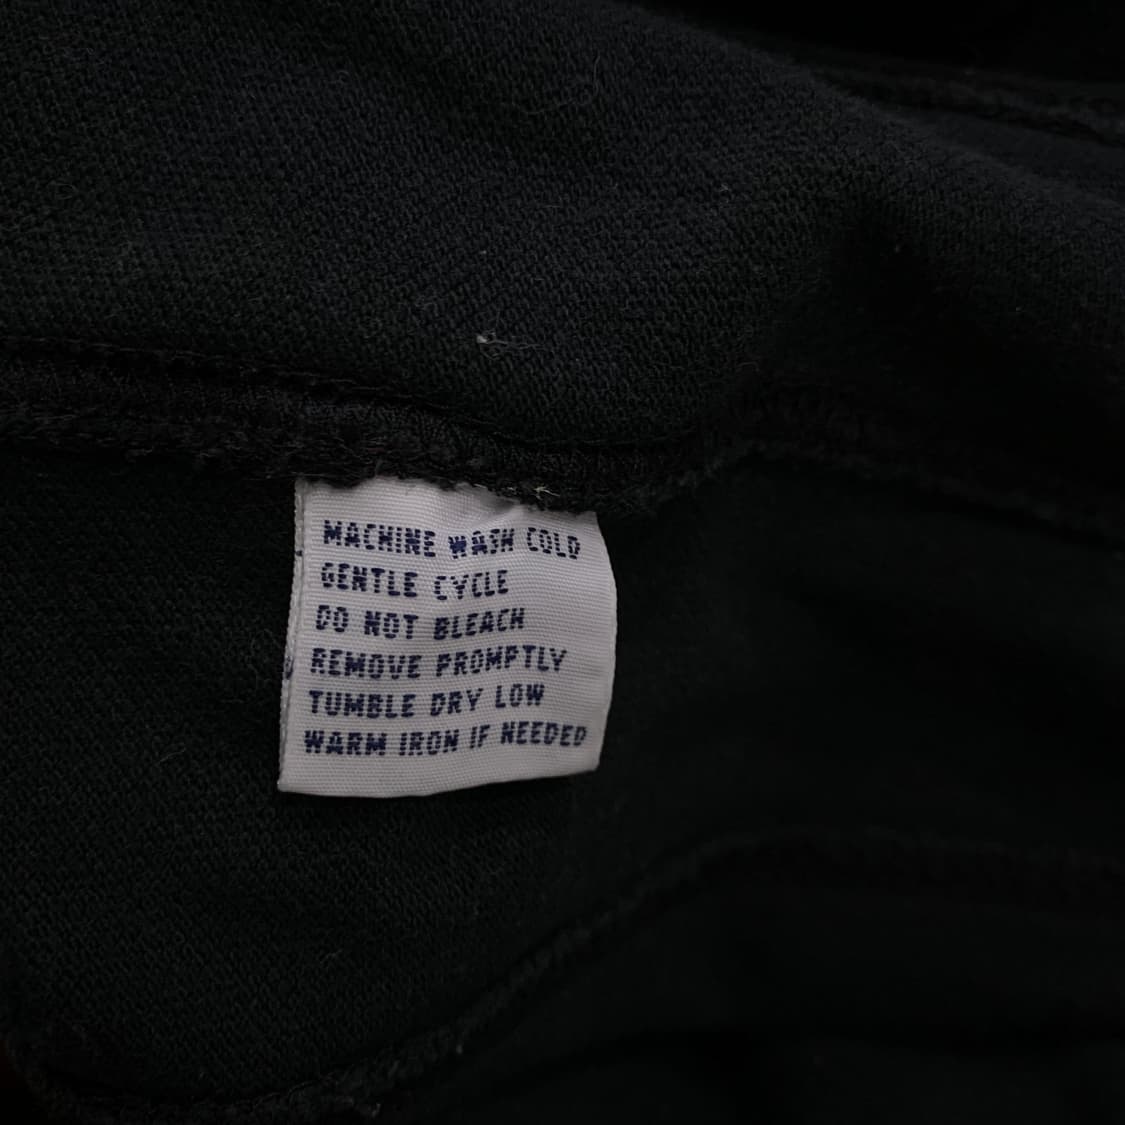 MACHINE WASH COLD
GENTLE CYCLE
DO NOT BLEACH
REMOVE PROMPTLY
TUMBLE DRY LOW
WARM IRON IF NEEDED